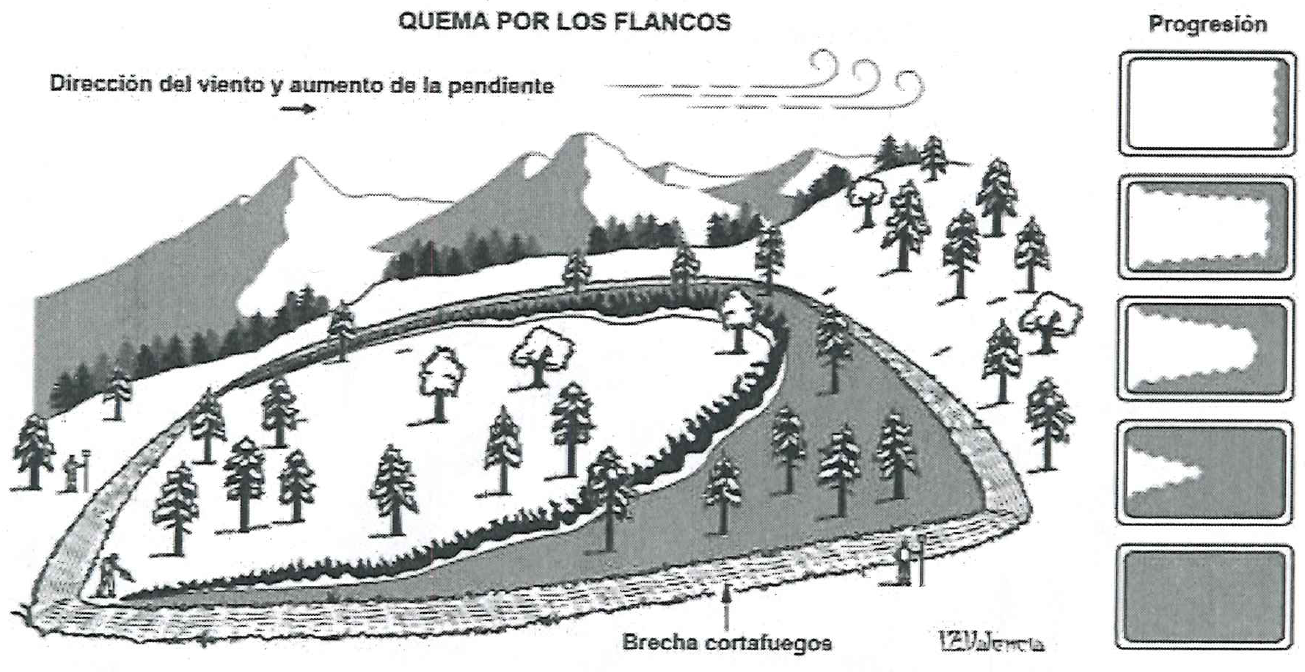 QUEMA POR LOS FLANCOS
Progresión
Dirección del viento y aumento de la pendiente
Brecha cortafuegos